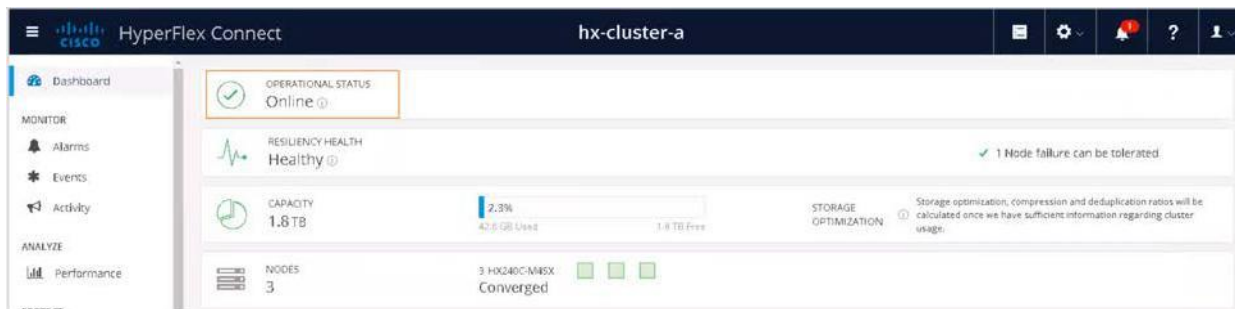 CISCO HyperFlex Connect
hx-cluster-a
1
?
Dashboard
MONITOR
Alarms
Events
Activity
ANALYZE
Performance
OPERATIONAL STATUS
Online
RESILIENCY HEALTH
Healthy
✓ 1 Node failure can be tolerated
CAPACITY
1.8 TB
2.3%
42.6 GB Used
1.8 TB Free
STORAGE
OPTIMIZATION
Storage optimization, compression and deduplication ratios will be
calculated once we have sufficient information regarding cluster
usage.
NODES
3
3 HX240C-M4SX
Converged